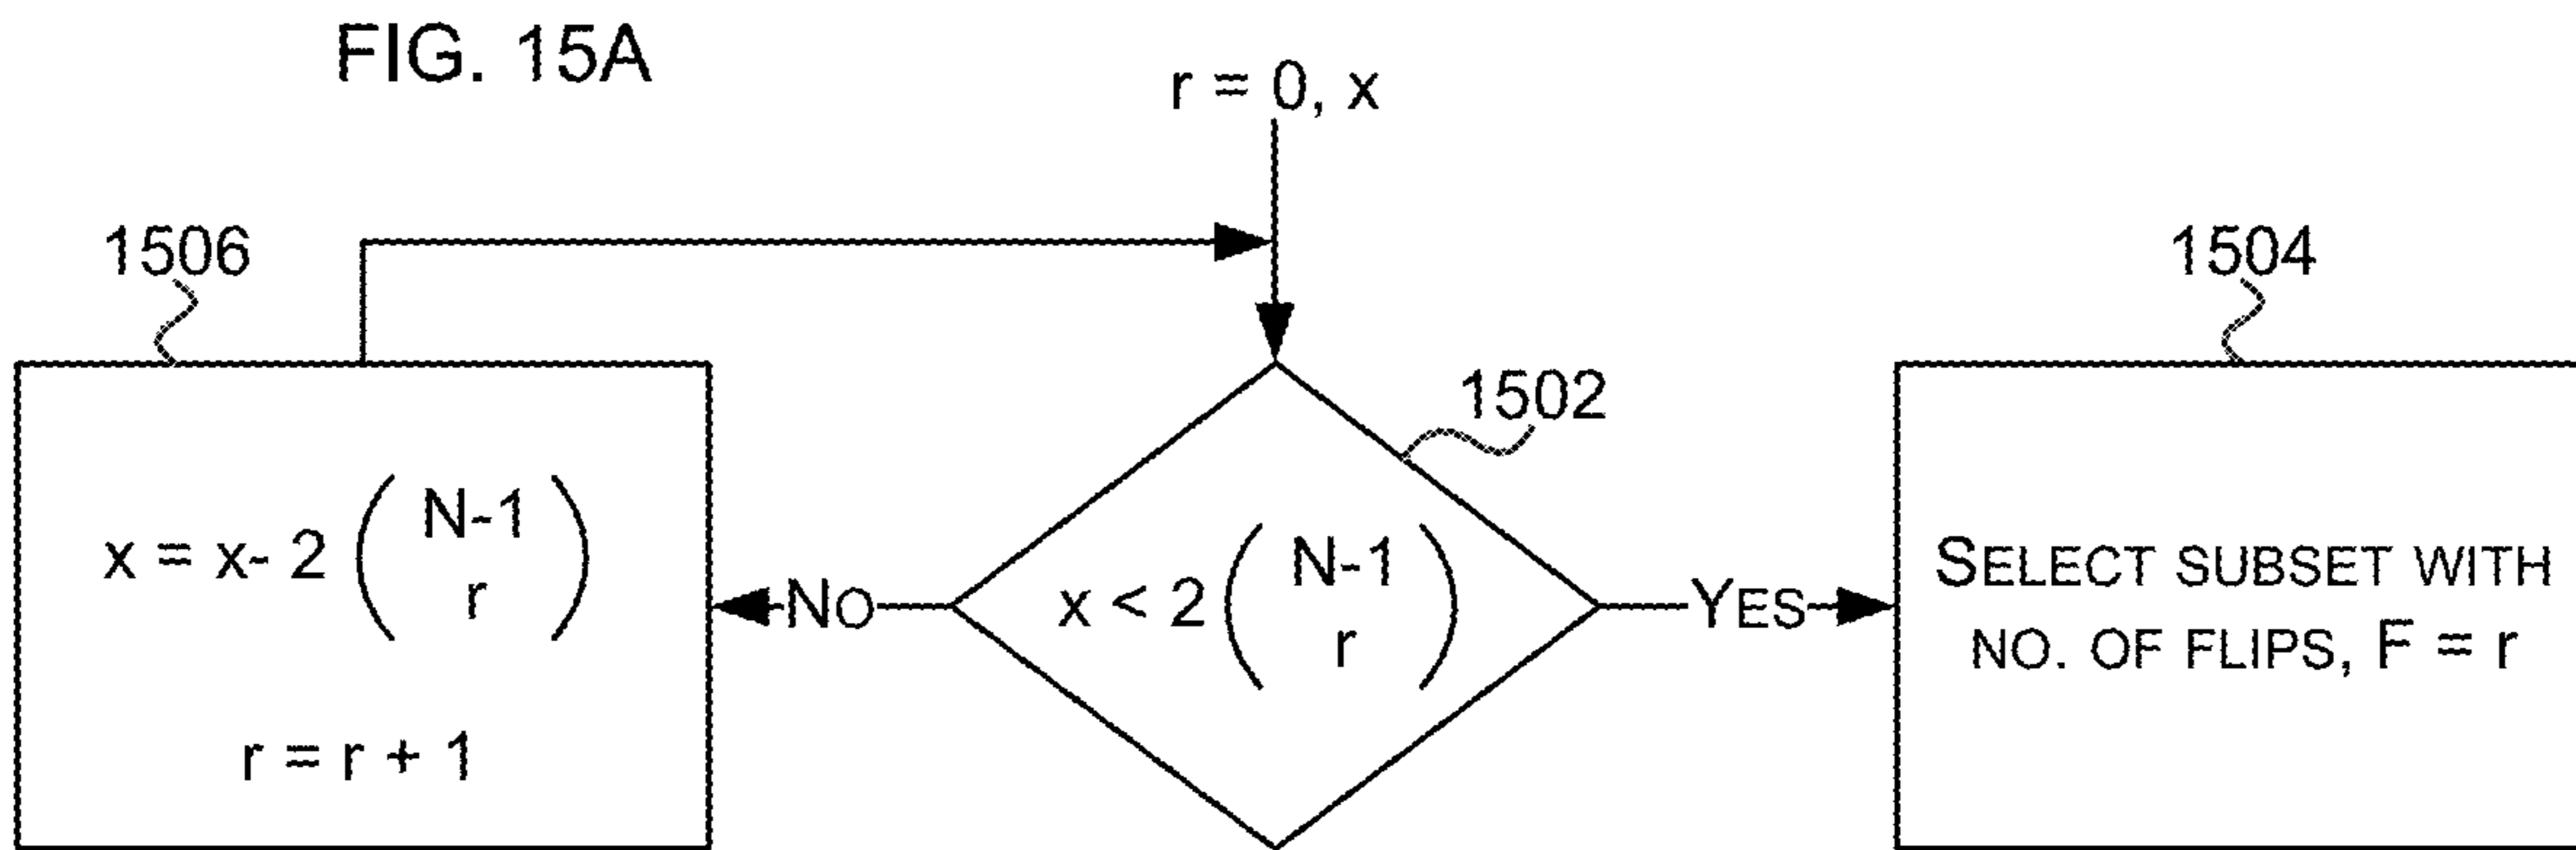 FIG. 15A
r = 0, x
1506
1504
1502
x = x- 2 ( N-1
r )
r = r + 1
NO
x < 2 ( N-1
r )
YES
SELECT SUBSET WITH
NO. OF FLIPS, F = r